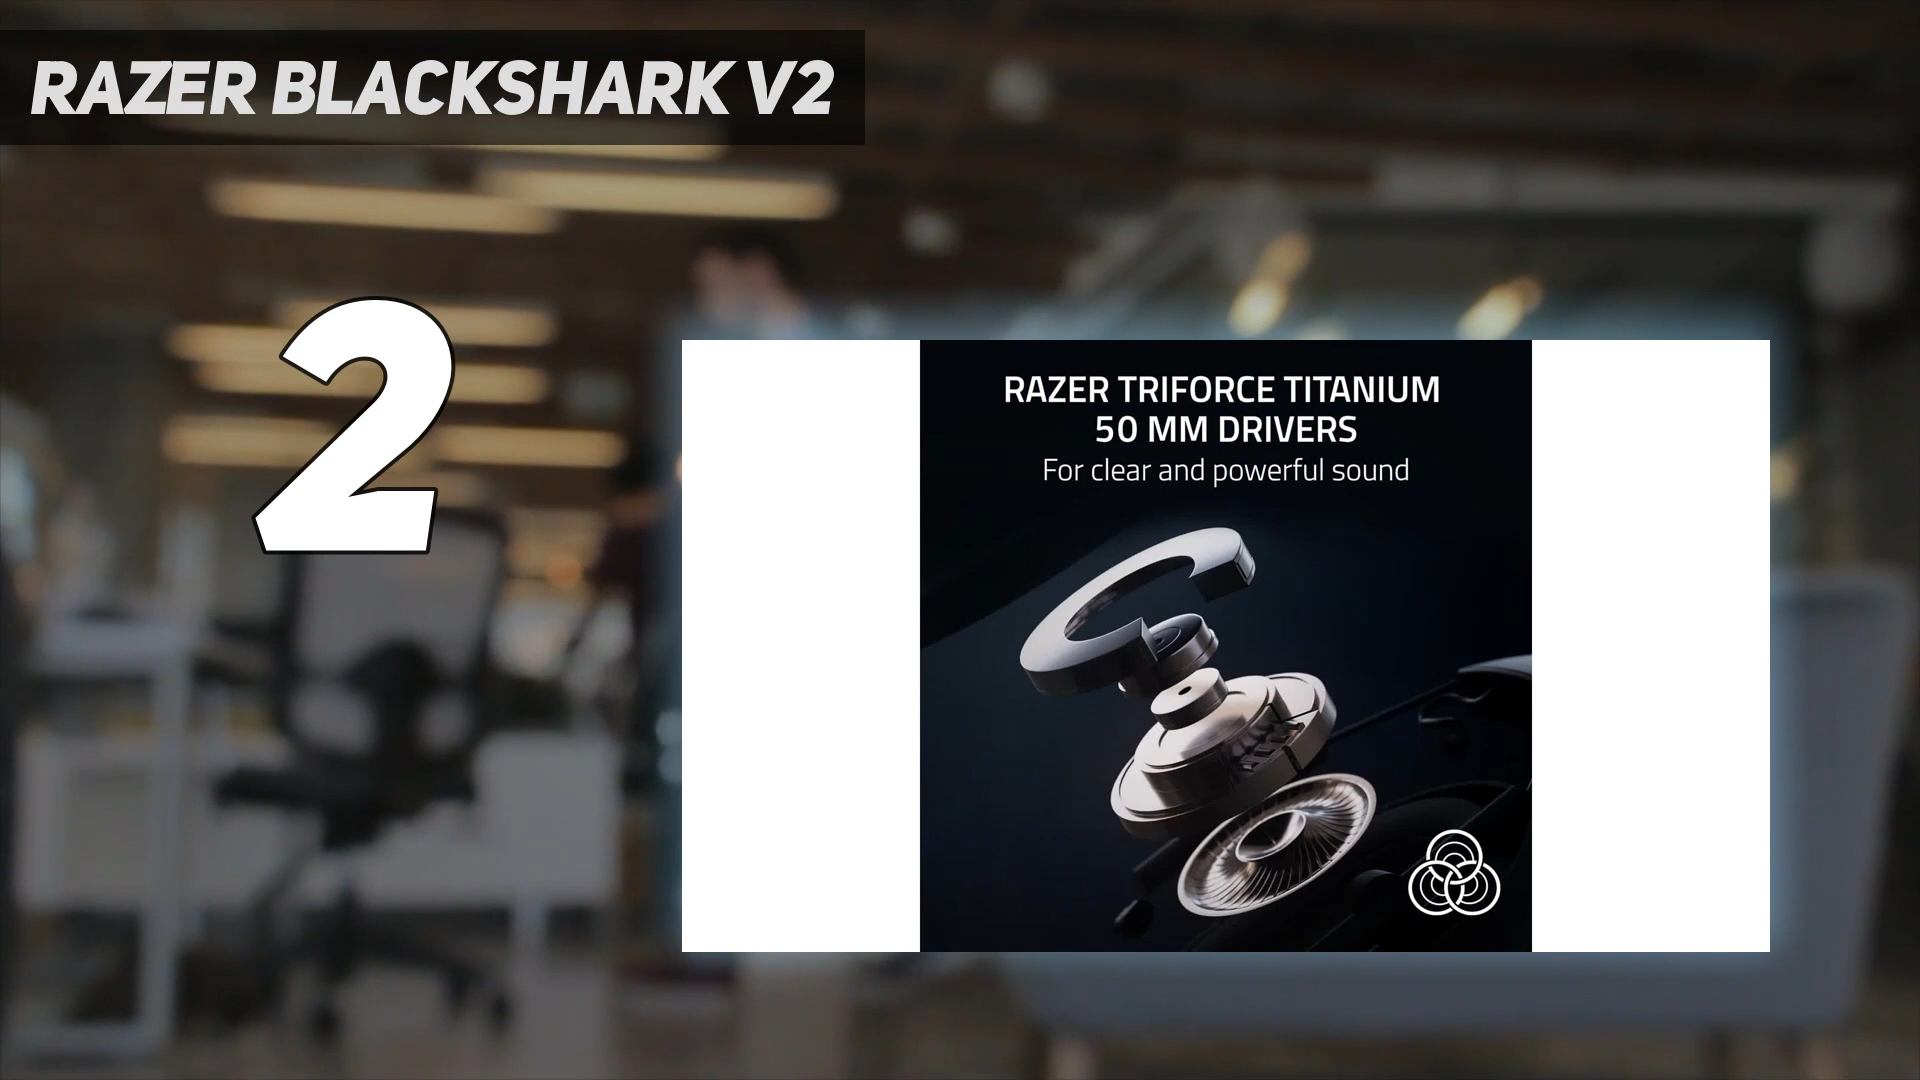 RAZER BLACKSHARK V2
2
RAZER TRIFORCE TITANIUM
50 MM DRIVERS
For clear and powerful sound